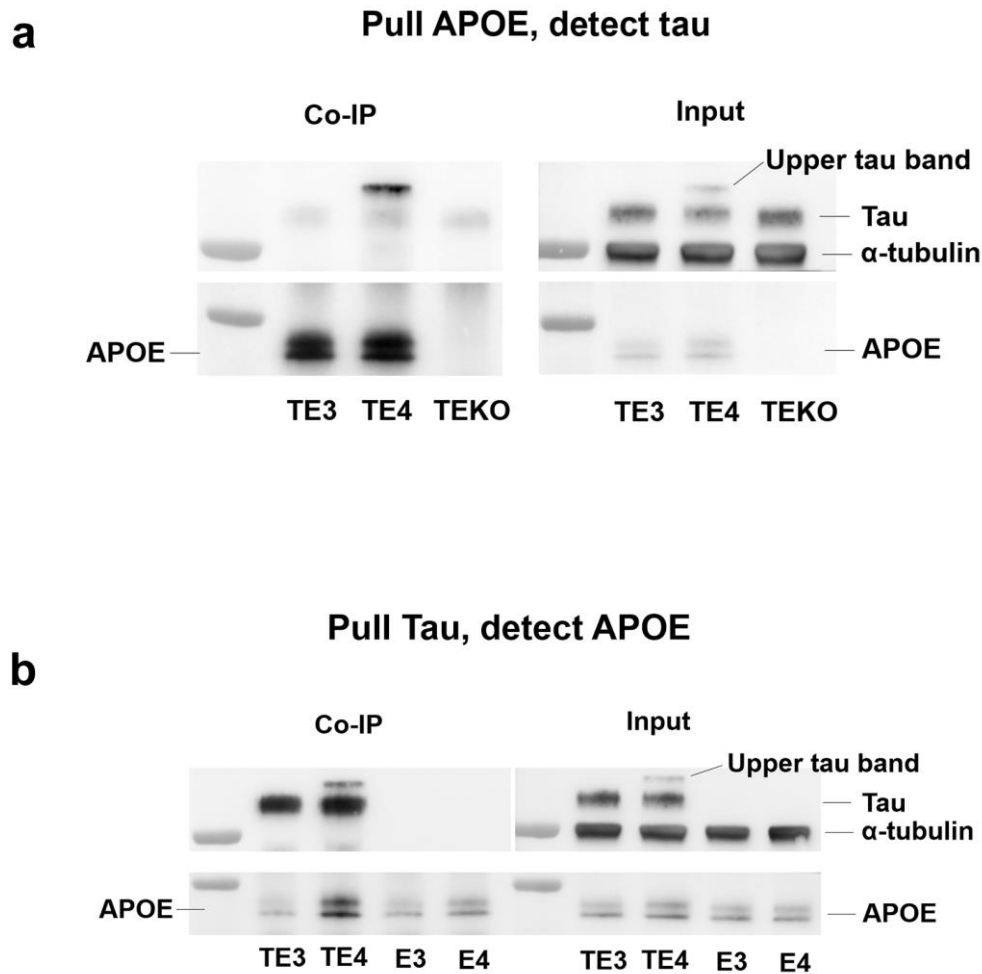 a
Pull APOE, detect tau
Co-IP
Input
Upper tau band
Tau
α-tubulin
APOE
APOE
TE3 TE4 TEKO
TE3 TE4 TEKO
Pull Tau, detect APOE
b
Co-IP
Input
Upper tau band
Tau
α-tubulin
APOE
APOE
TE3 TE4 E3 E4
TE3 TE4 E3 E4